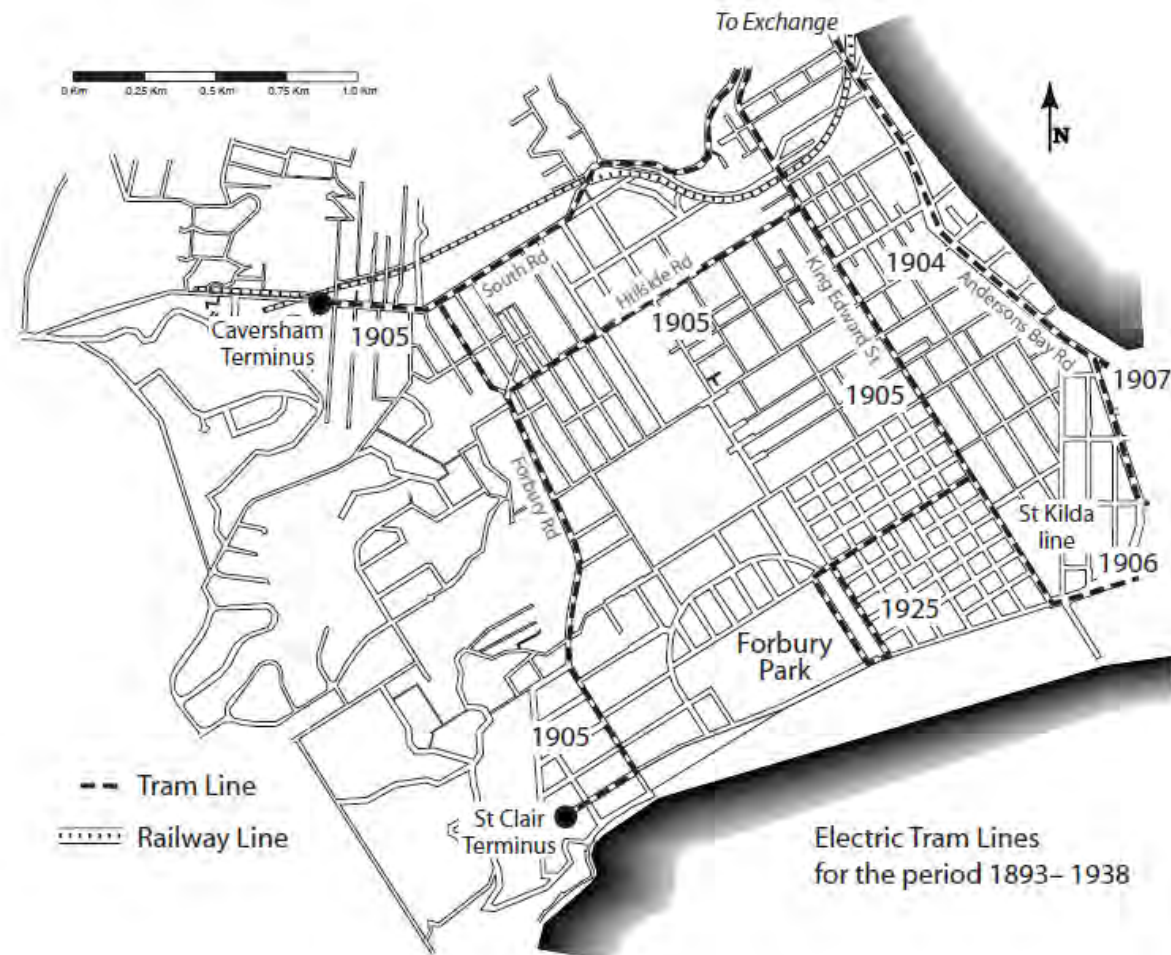 To Exchange
0 Km 0.25 Km 0.5 Km 0.75 Km 1.0 Km
N
South Rd
Hillside Rd
King Edward St
1904
Andersons Bay Rd
Caversham
Terminus
1905
1905
1905
1907
Forbury Rd
St Kilda
line
1906
1925
Forbury
Park
1905
Tram Line
Railway Line
St Clair
Terminus
Electric Tram Lines
for the period 1893– 1938